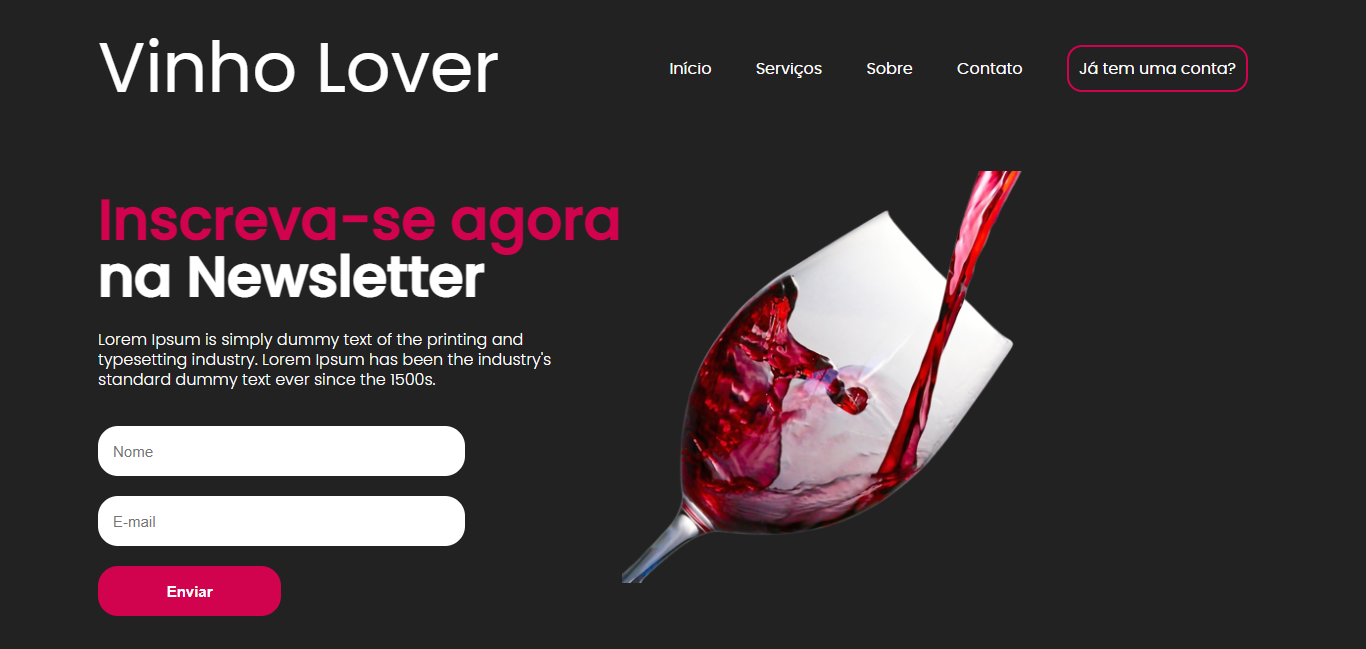 Vinho Lover
Início
Serviços
Sobre
Contato
Já tem uma conta?
Inscreva-se agora
na Newsletter
Lorem Ipsum is simply dummy text of the printing and
typesetting industry. Lorem Ipsum has been the industry's
standard dummy text ever since the 1500s.
Nome
E-mail
Enviar